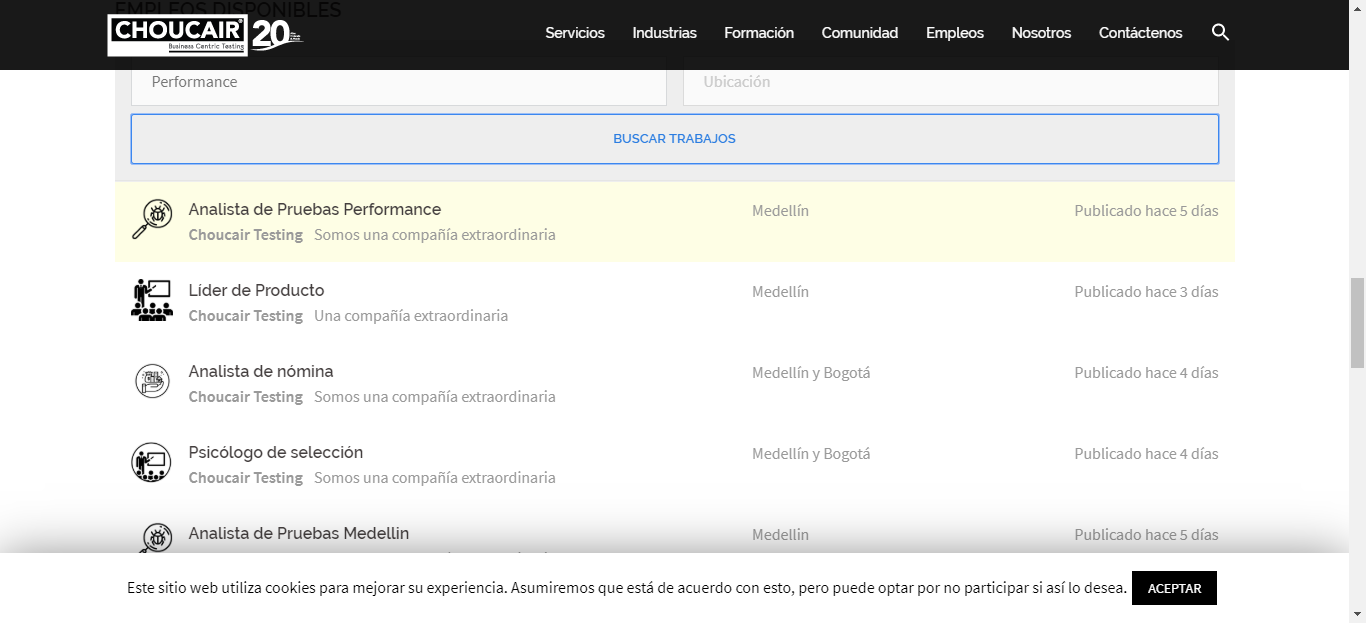 EMPLEOS DISPONIBLES
CHOUCAIR®
Business Centric Testing
20
Servicios Industrias Formación Comunidad Empleos Nosotros Contáctenos
Performance
Ubicación
BUSCAR TRABAJOS
Analista de Pruebas Performance Medellín Publicado hace 5 días
Choucair Testing Somos una compañía extraordinaria
Líder de Producto Medellín Publicado hace 3 días
Choucair Testing Una compañía extraordinaria
Analista de nómina Medellín y Bogotá Publicado hace 4 días
Choucair Testing Somos una compañía extraordinaria
Psicólogo de selección Medellín y Bogotá Publicado hace 4 días
Choucair Testing Somos una compañía extraordinaria
Analista de Pruebas Medellin Medellin Publicado hace 5 días
Este sitio web utiliza cookies para mejorar su experiencia. Asumiremos que está de acuerdo con esto, pero puede optar por no participar si así lo desea. ACEPTAR